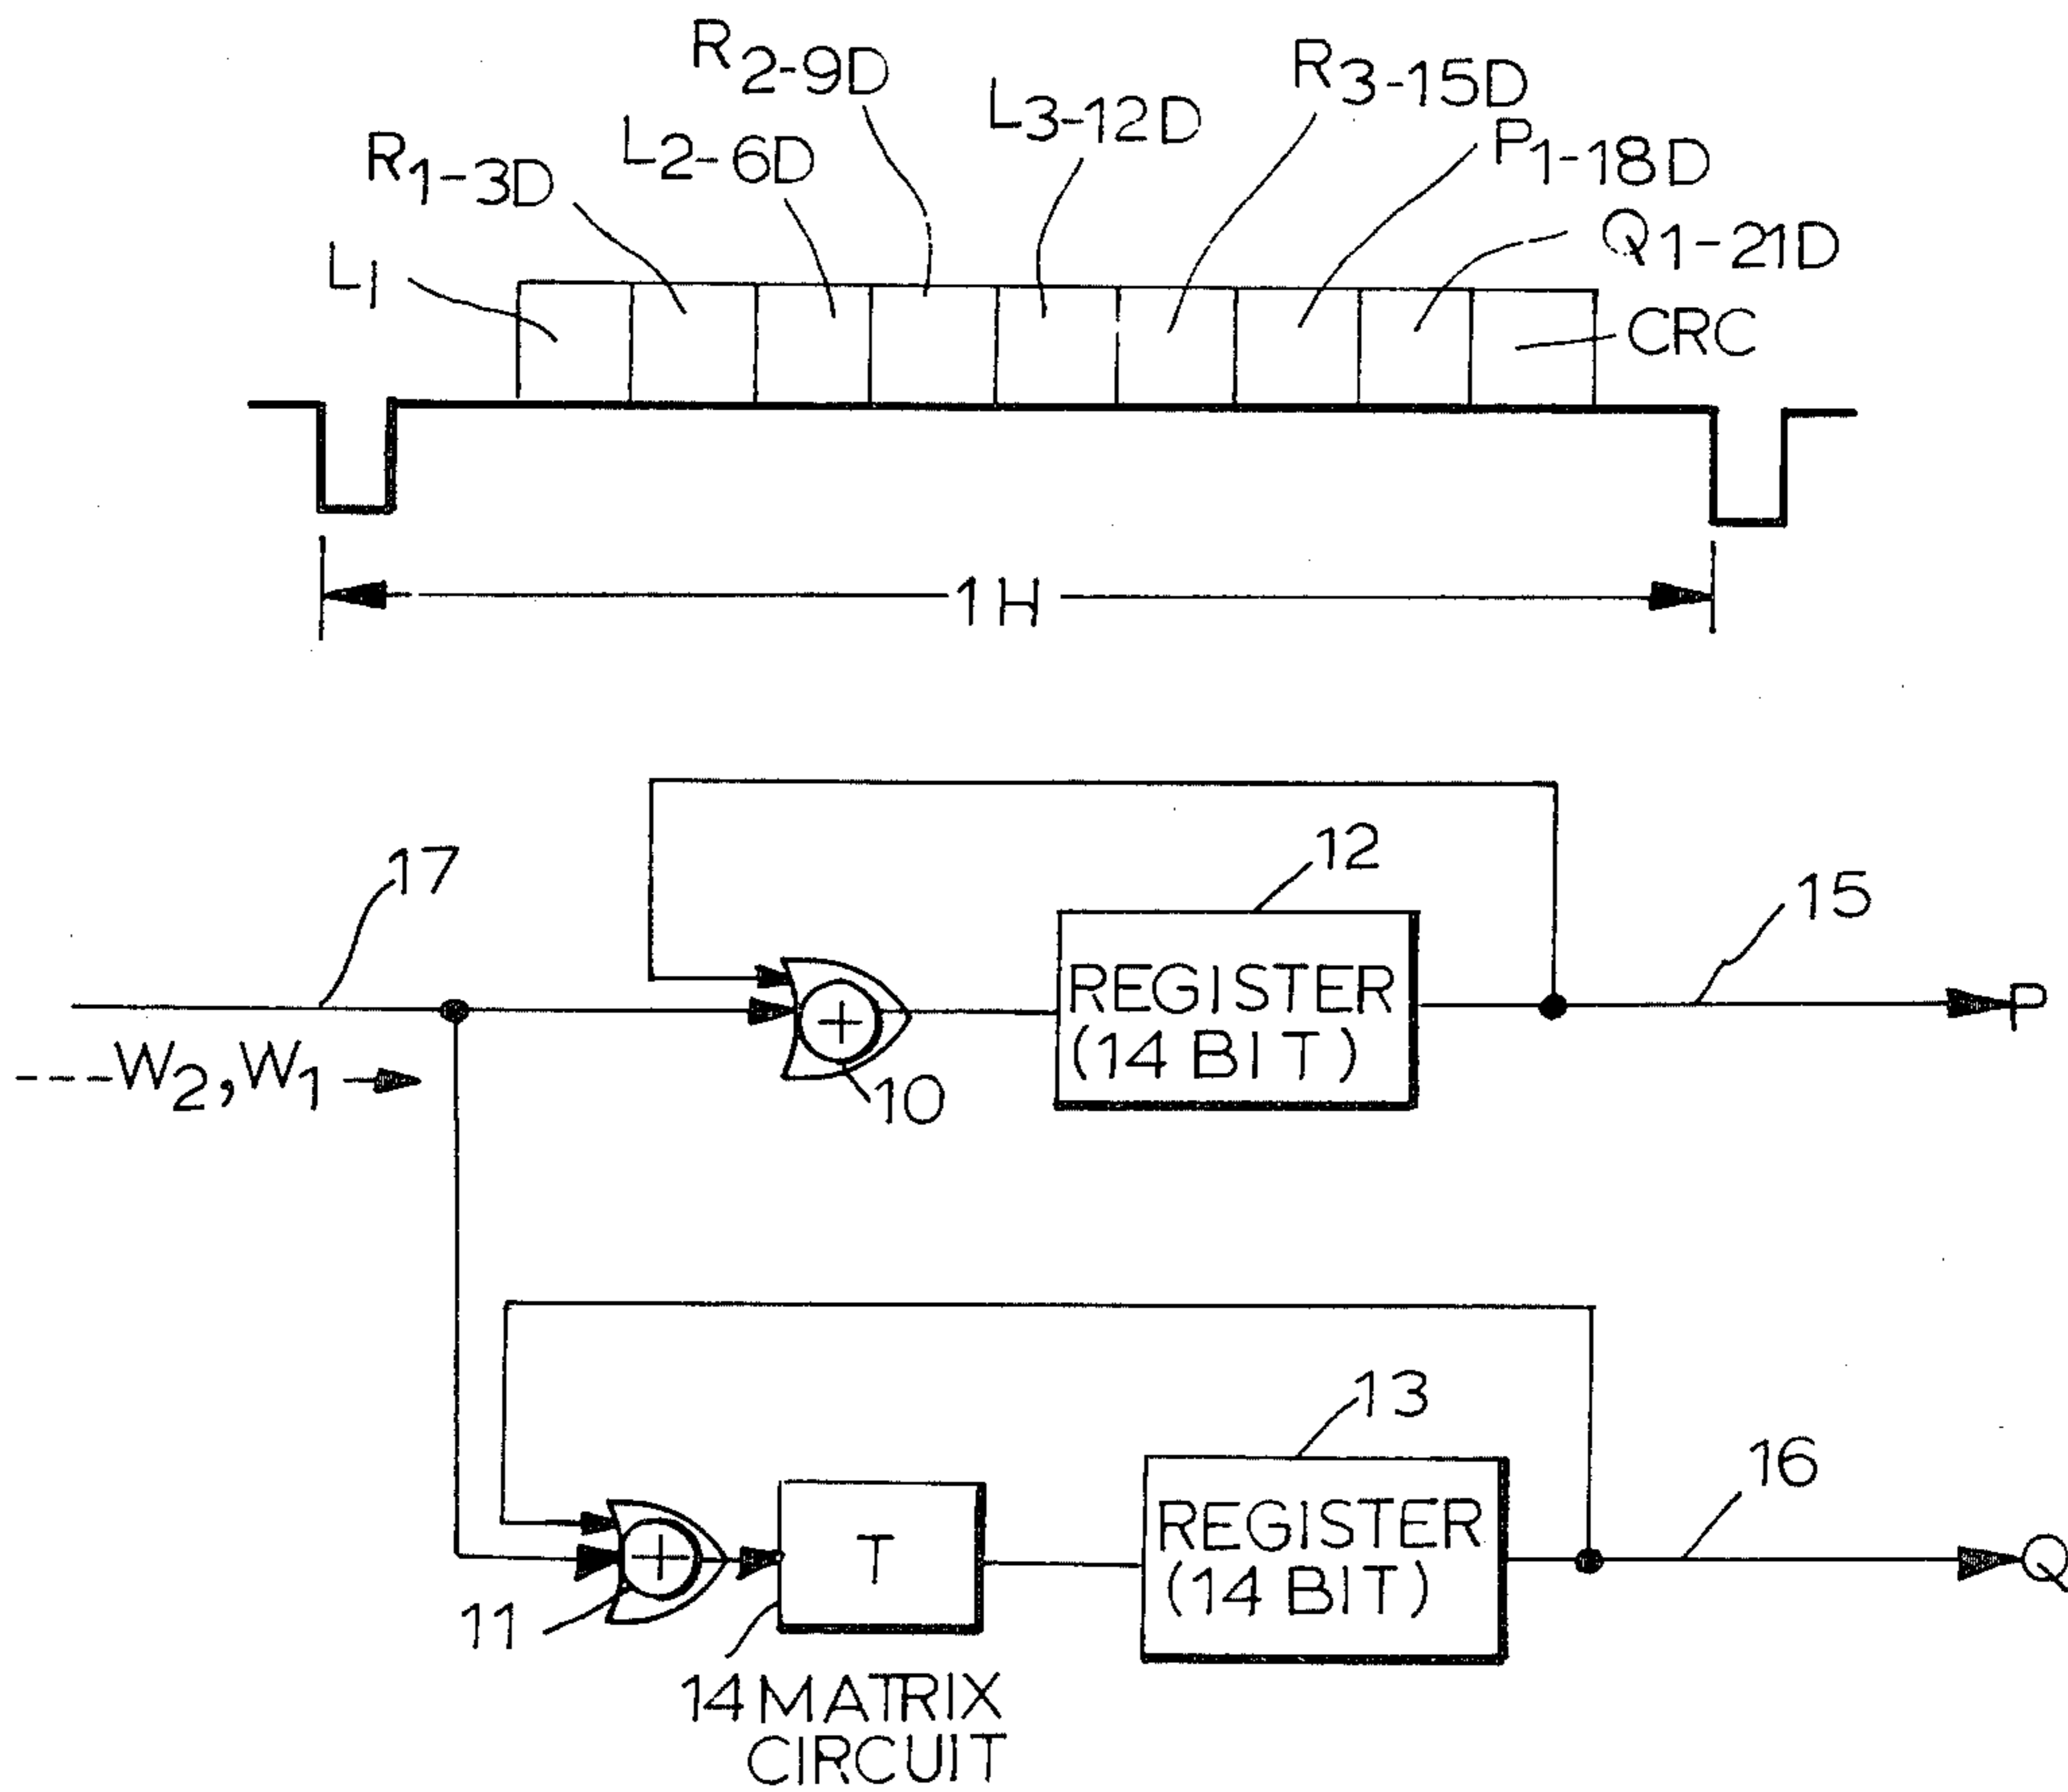 L1
R1-3D
L2-6D
R2-9D
L3-12D
R3-15D
P1-18D
Q1-21D
CRC
1H
17
12
15
REGISTER
(14 BIT)
P
---W2,W1
10
13
16
T
REGISTER
(14 BIT)
Q
11
14 MATRIX
CIRCUIT